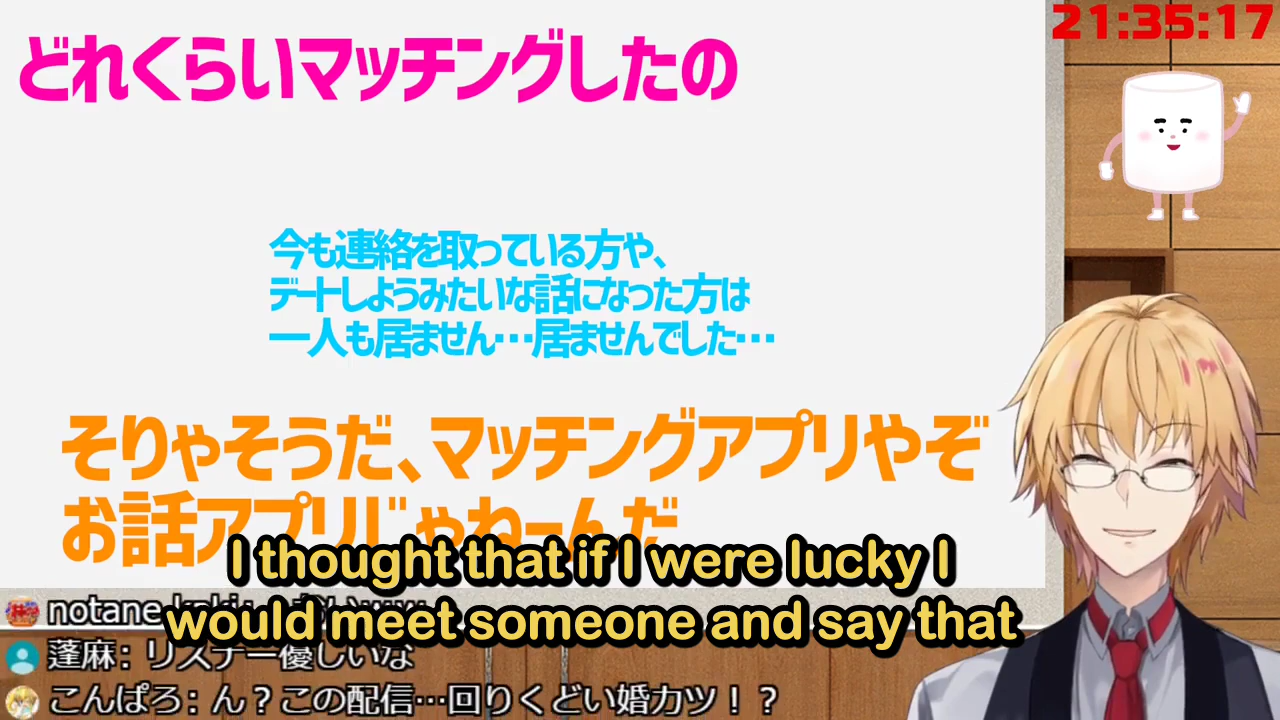 どれくらいマッチングしたの
21:35:17
今も連絡を取っている方や、
デートしようみたいな話になった方は
一人も居ません…居ませんでした…
そりゃそうだ、マッチングアプリやぞ
お話アプリじゃねーんだ
I thought that if I were lucky I
would meet someone and say that
notane
蓬麻: リスナー優しいな
こんぱろ: ん？この配信…回りくどい婚カツ！？